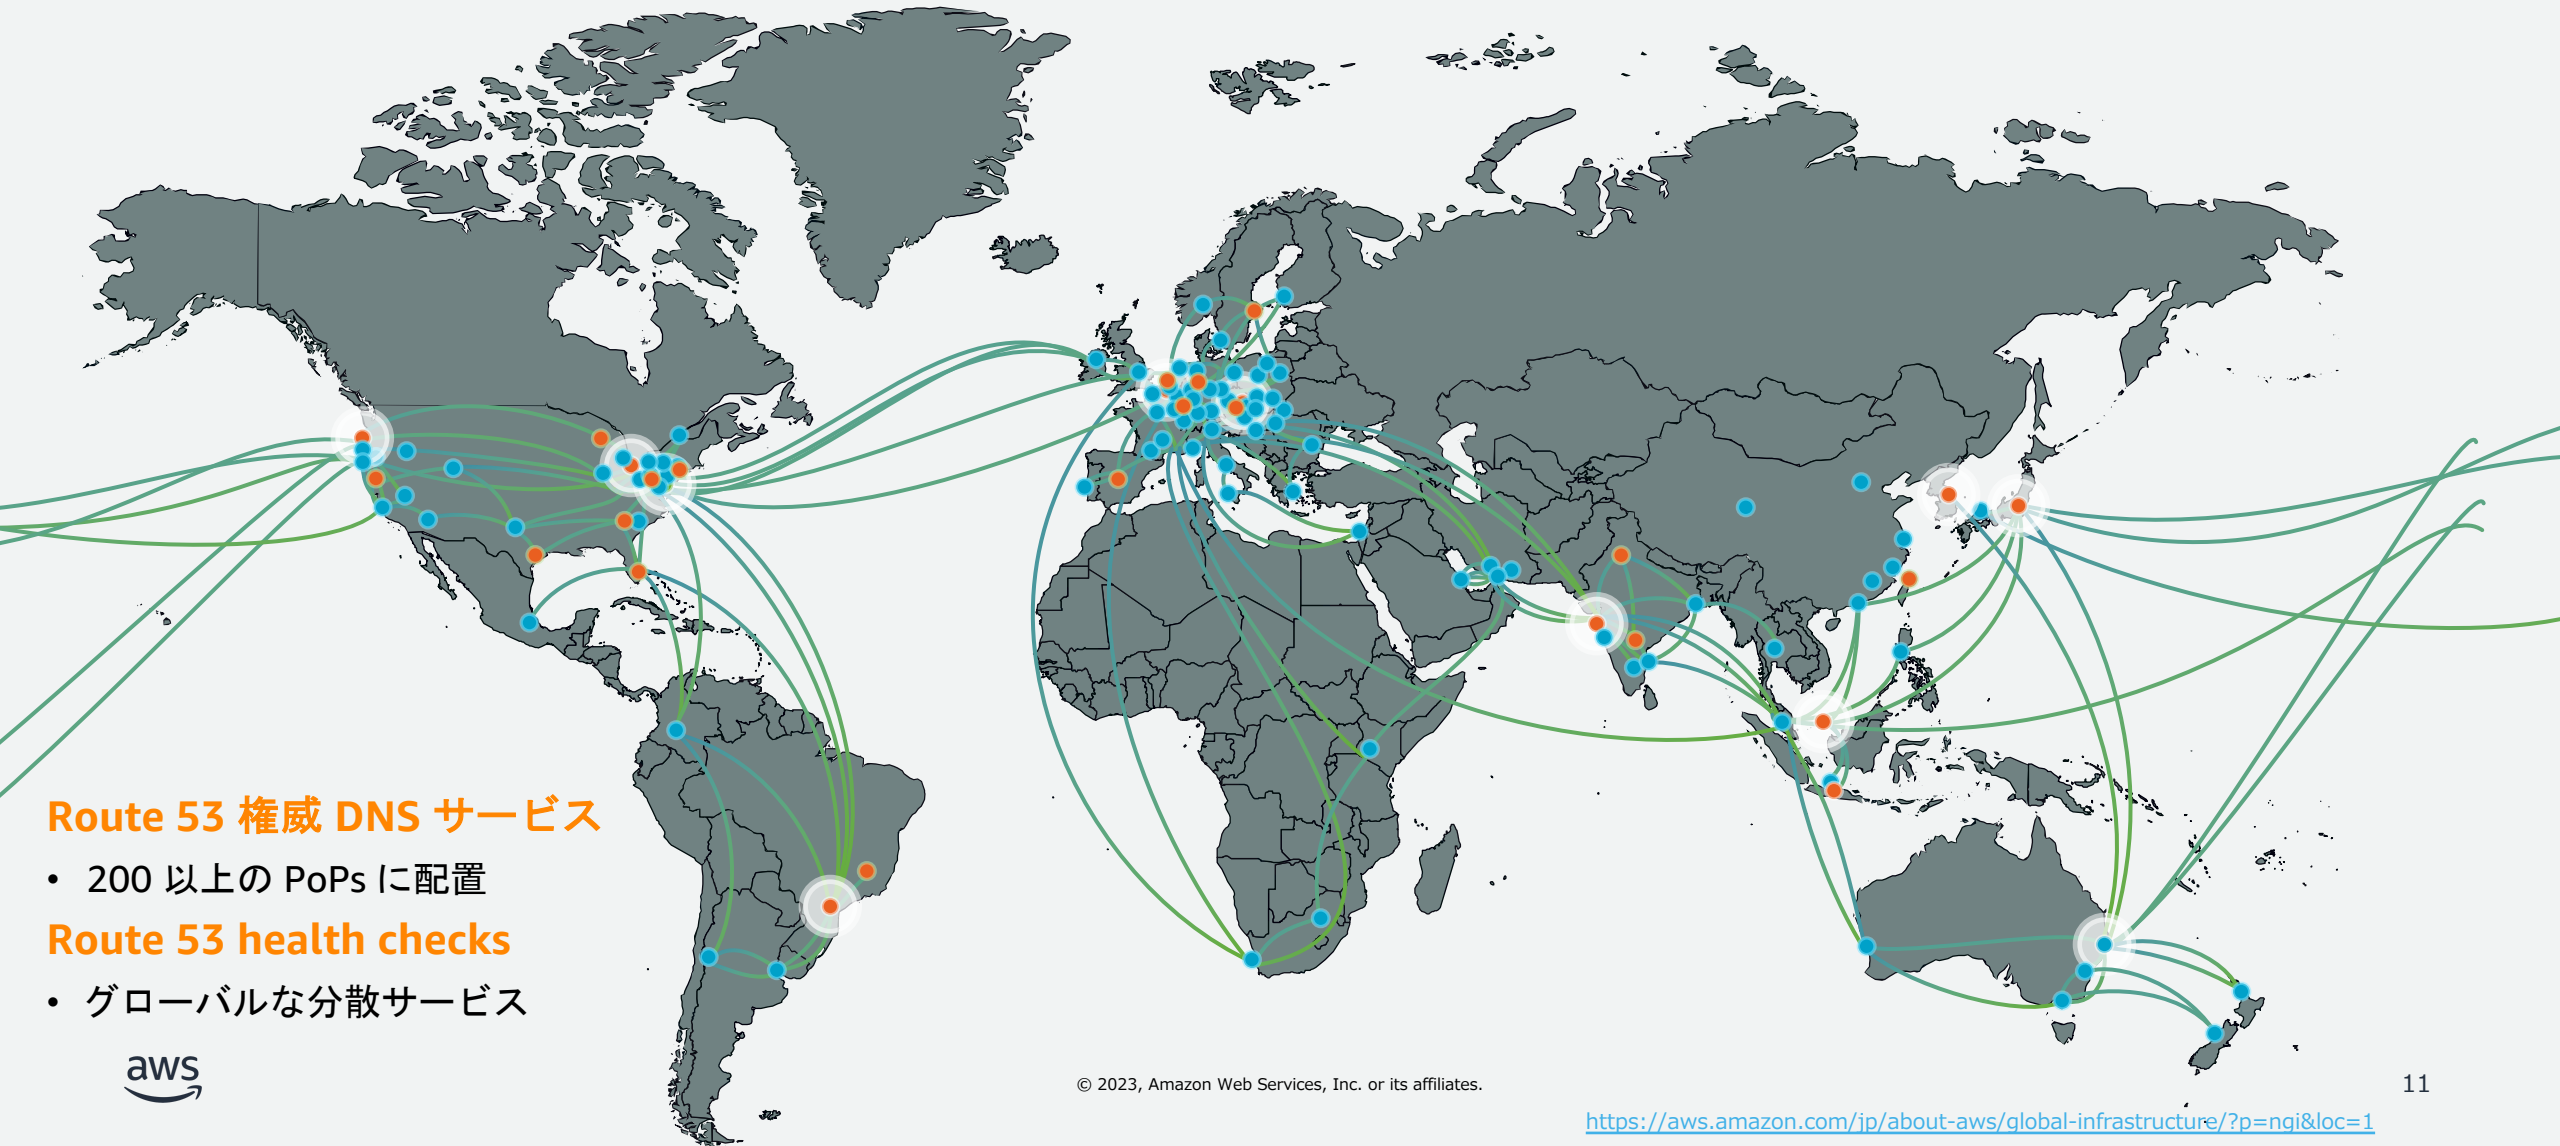 Route 53 権威 DNS サービス
• 200 以上の PoPs に配置
Route 53 health checks
• グローバルな分散サービス
aws
© 2023, Amazon Web Services, Inc. or its affiliates.
11
https://aws.amazon.com/jp/about-aws/global-infrastructure/?p=ngi&loc=1